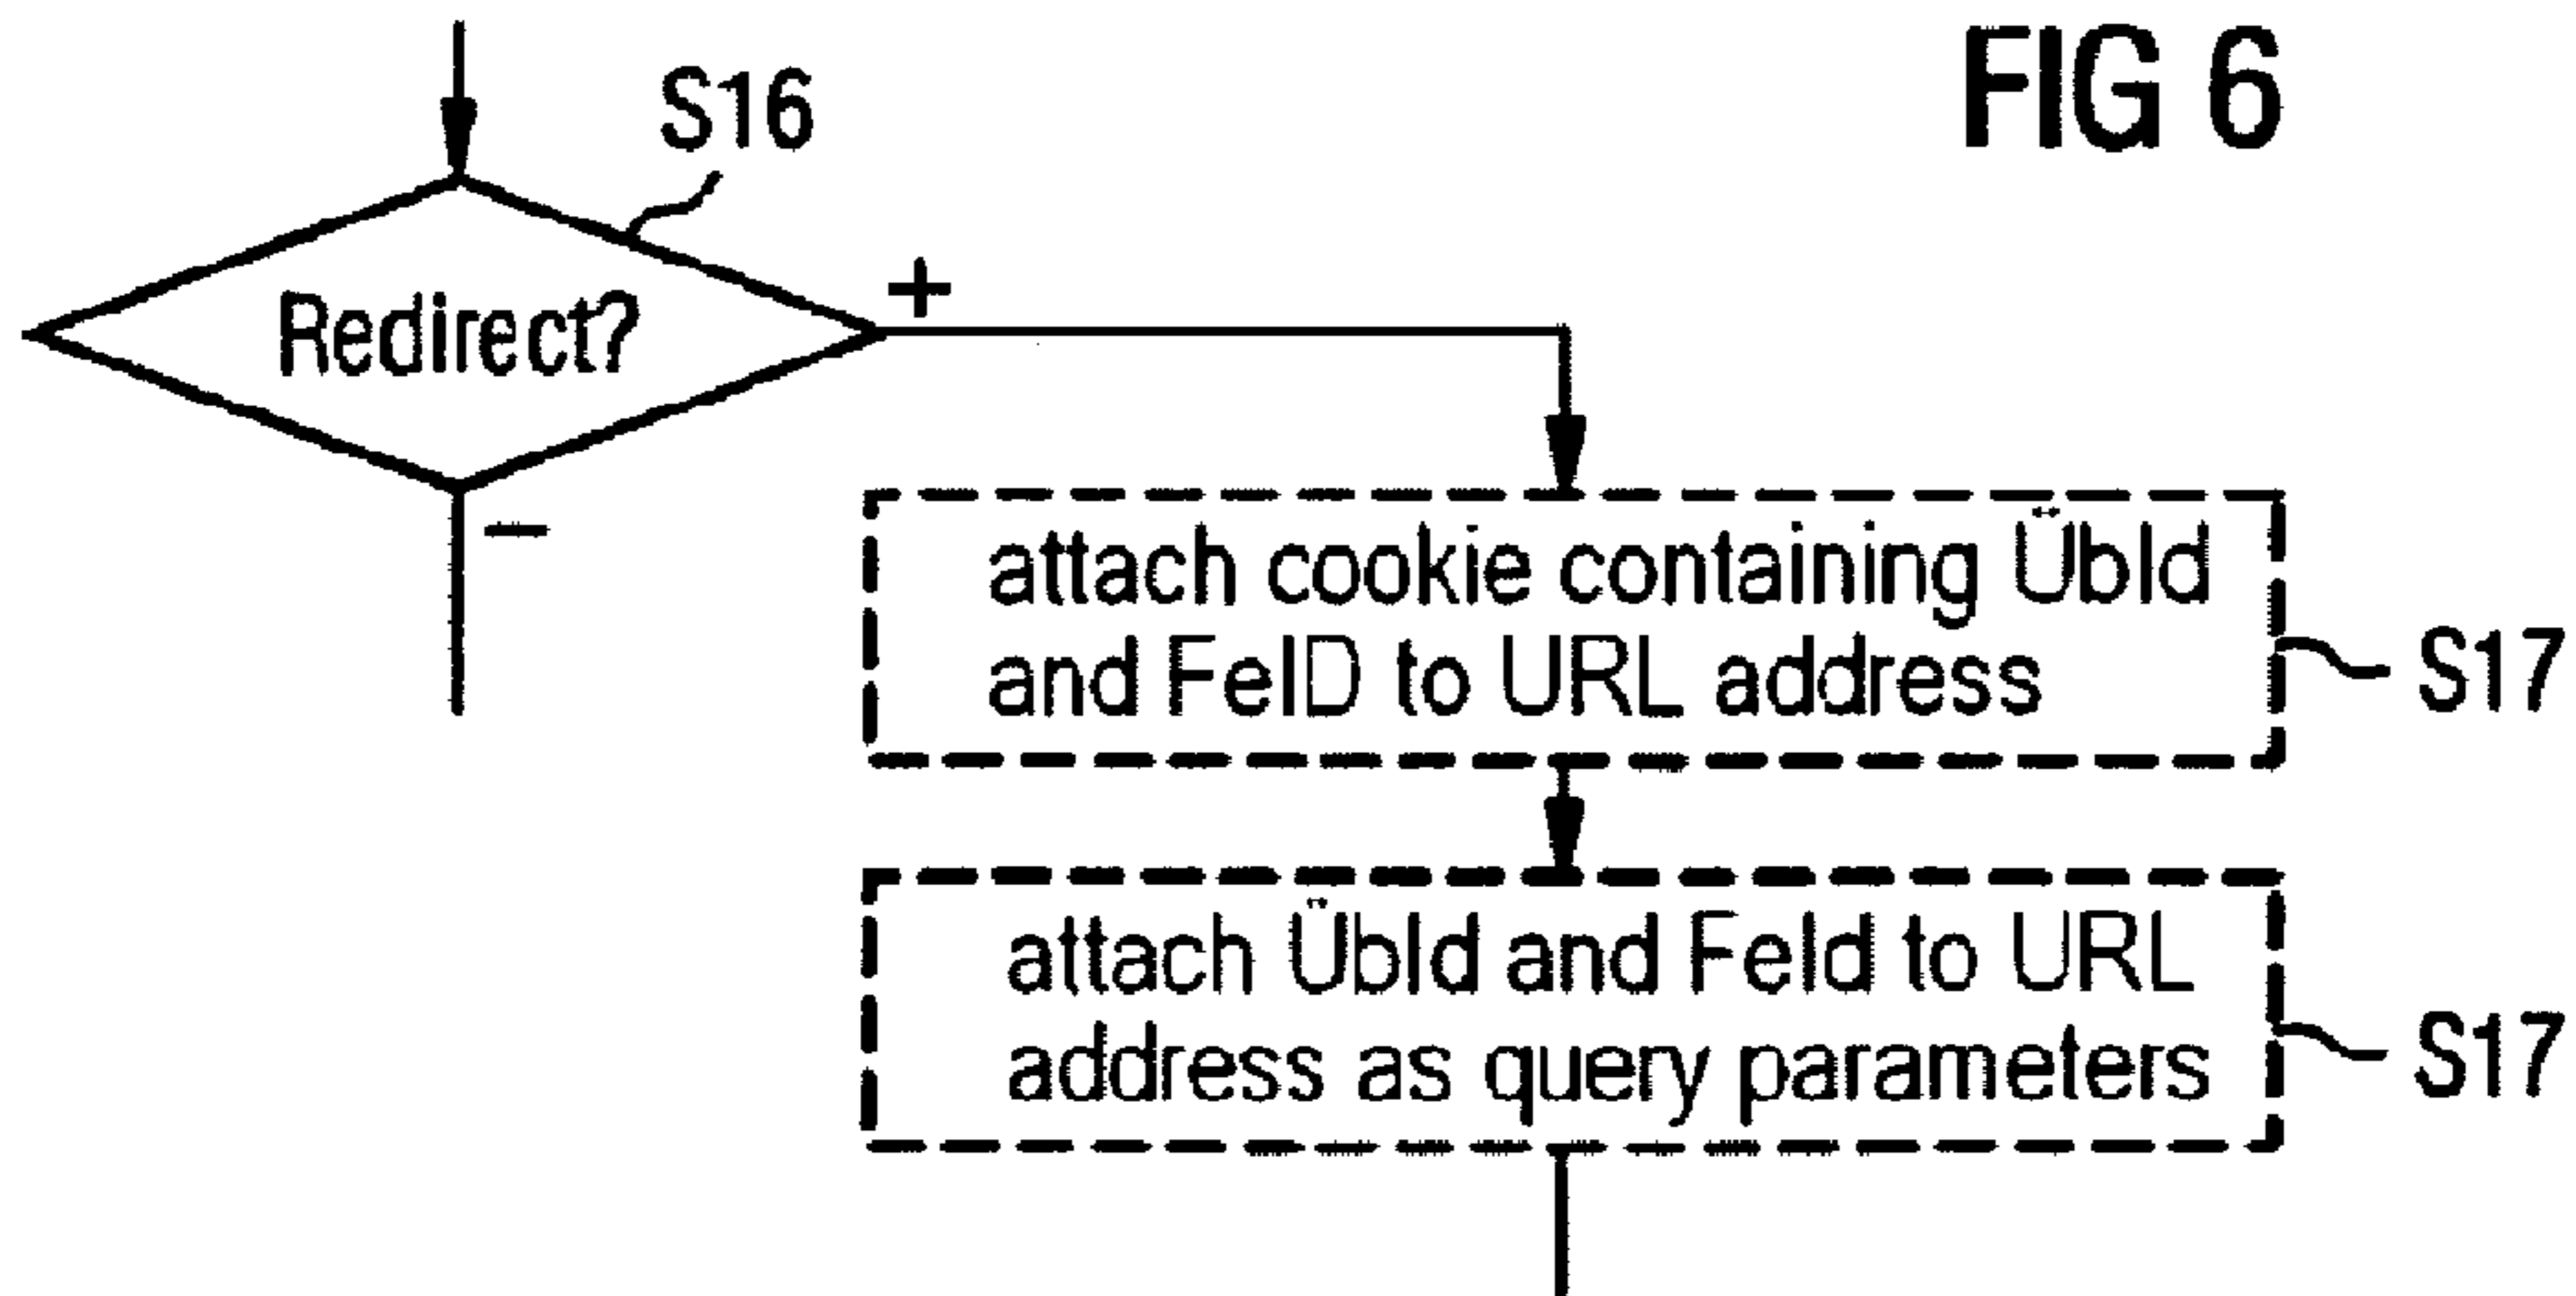 FIG 6
S16
Redirect?
+
−
attach cookie containing ÜbId
and FeID to URL address
S17
attach ÜbId and FeId to URL
address as query parameters
S17